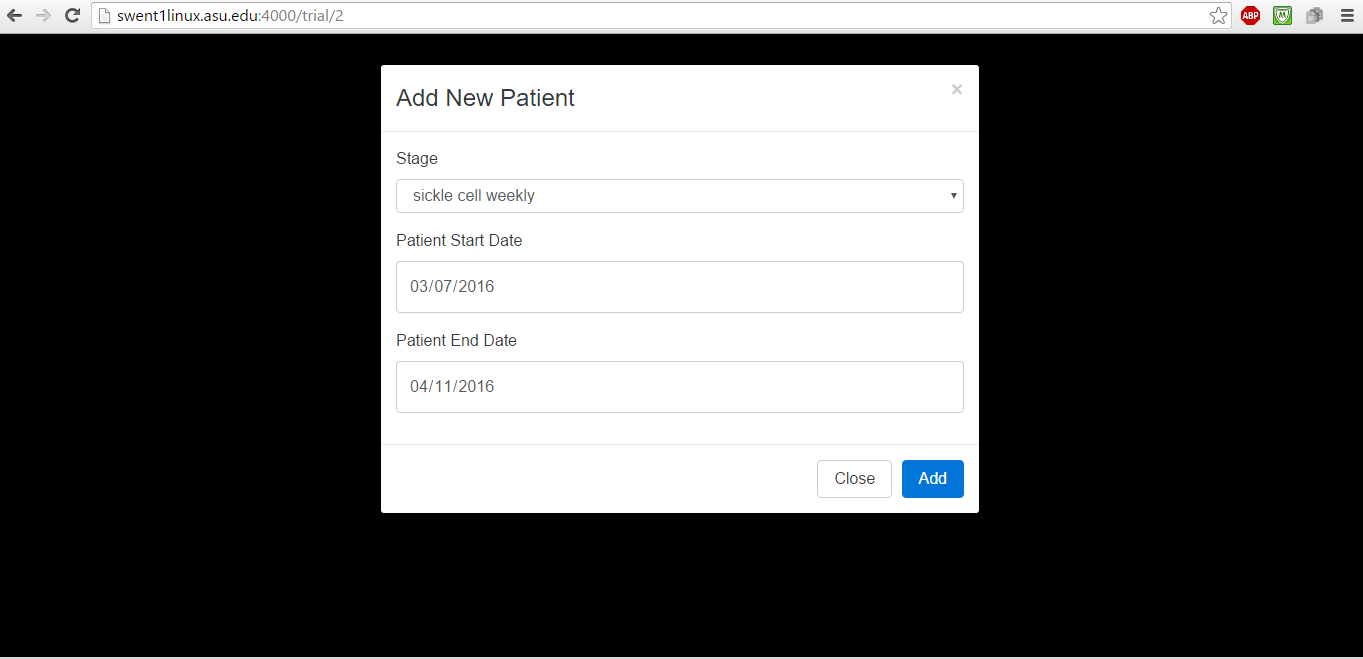 swent1linux.asu.edu:4000/trial/2
ABP
M
Add New Patient
×
Stage
sickle cell weekly
Patient Start Date
03/07/2016
Patient End Date
04/11/2016
Close
Add